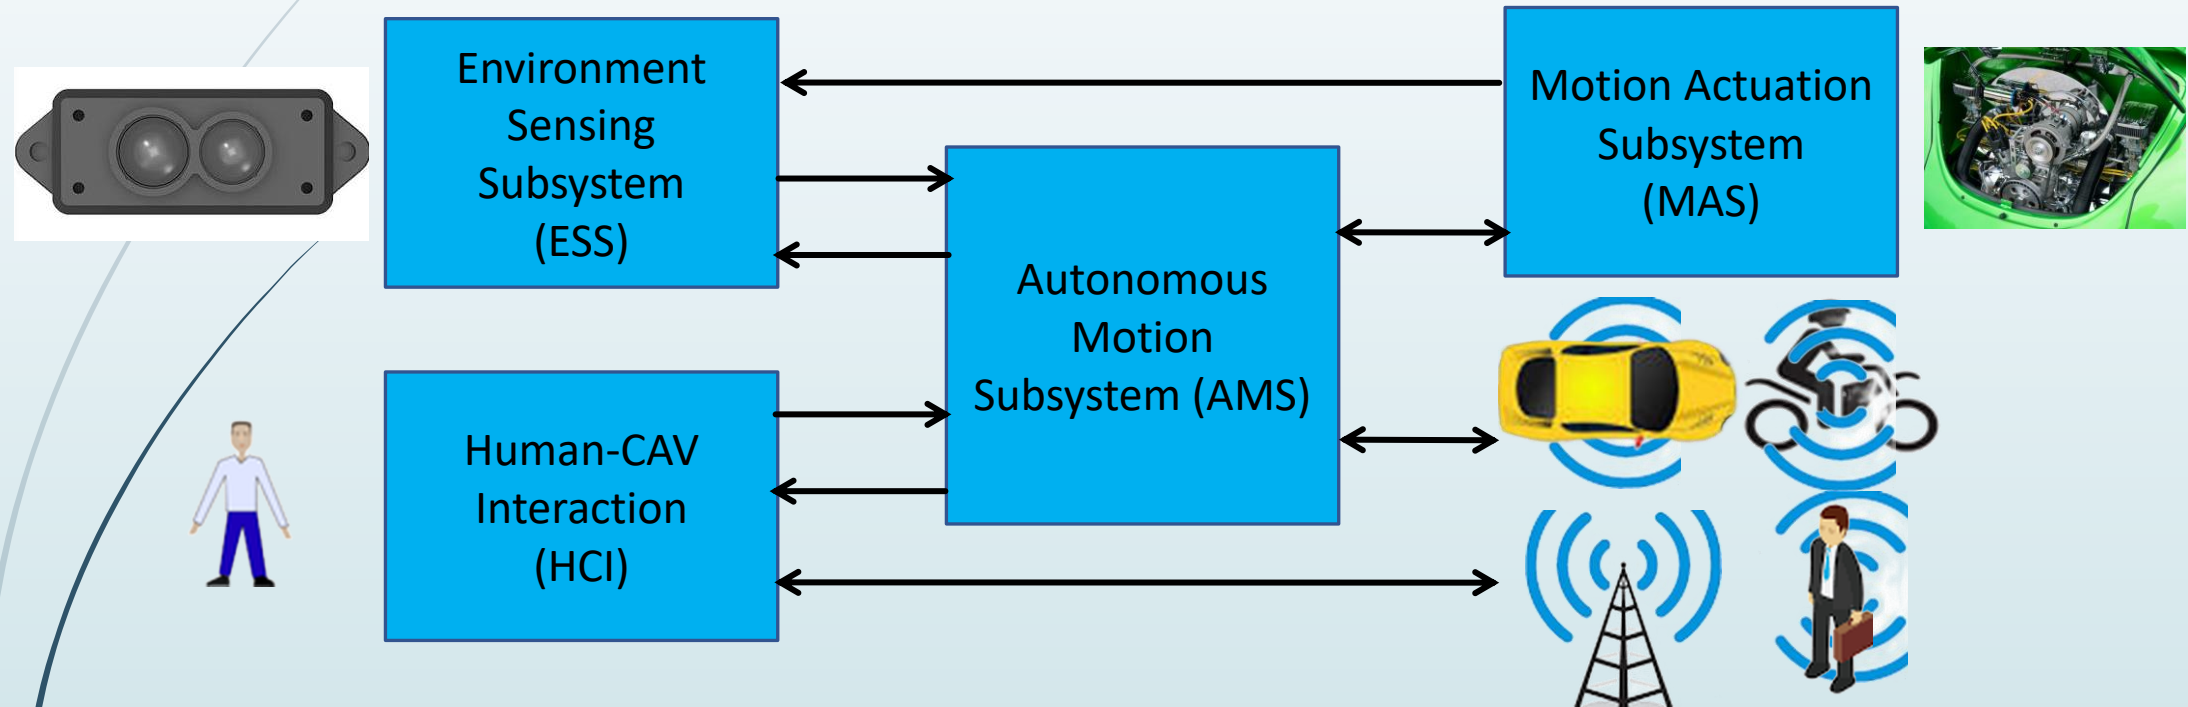 Environment
Sensing
Subsystem
(ESS)
Motion Actuation
Subsystem
(MAS)
Autonomous
Motion
Subsystem (AMS)
Human-CAV
Interaction
(HCI)